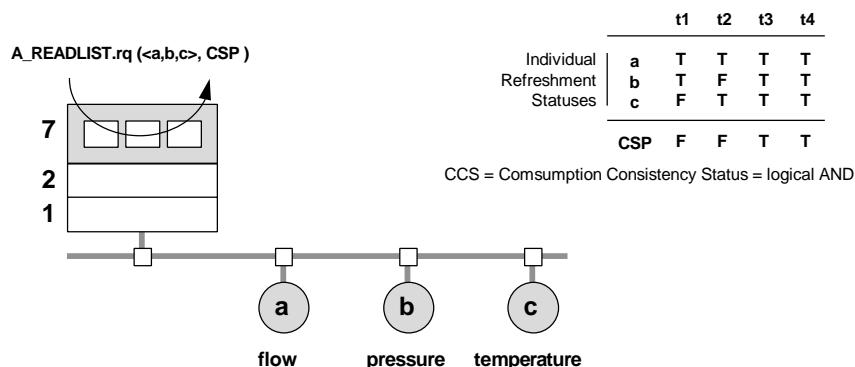 t1 t2 t3 t4
A_READLIST.rq (<a,b,c>, CSP )
Individual a T T T T
Refreshment b T F T T
Statuses c F T T T
CSP F F T T
CCS = Comsumption Consistency Status = logical AND
7
2
1
a b c
flow pressure temperature